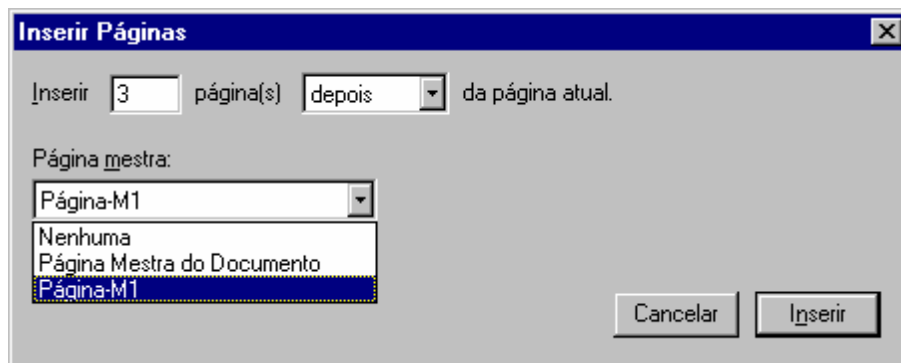 Inserir Páginas
Inserir 3 página(s) depois da página atual.
Página mestra:
Página-M1
Nenhuma
Página Mestra do Documento
Página-M1
Cancelar Inserir